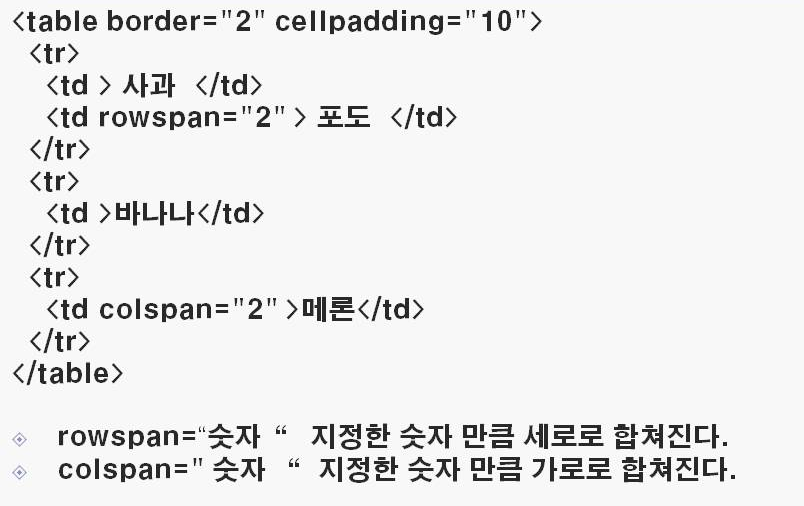 <table border="2" cellpadding="10">
<tr>
<td > 사과 </td>
<td rowspan="2" > 포도 </td>
</tr>
<tr>
<td >바나나</td>
</tr>
<tr>
<td colspan="2" >메론</td>
</tr>
</table>
rowspan=“숫자 “ 지정한 숫자 만큼 세로로 합쳐진다.
colspan=" 숫자 “ 지정한 숫자 만큼 가로로 합쳐진다.